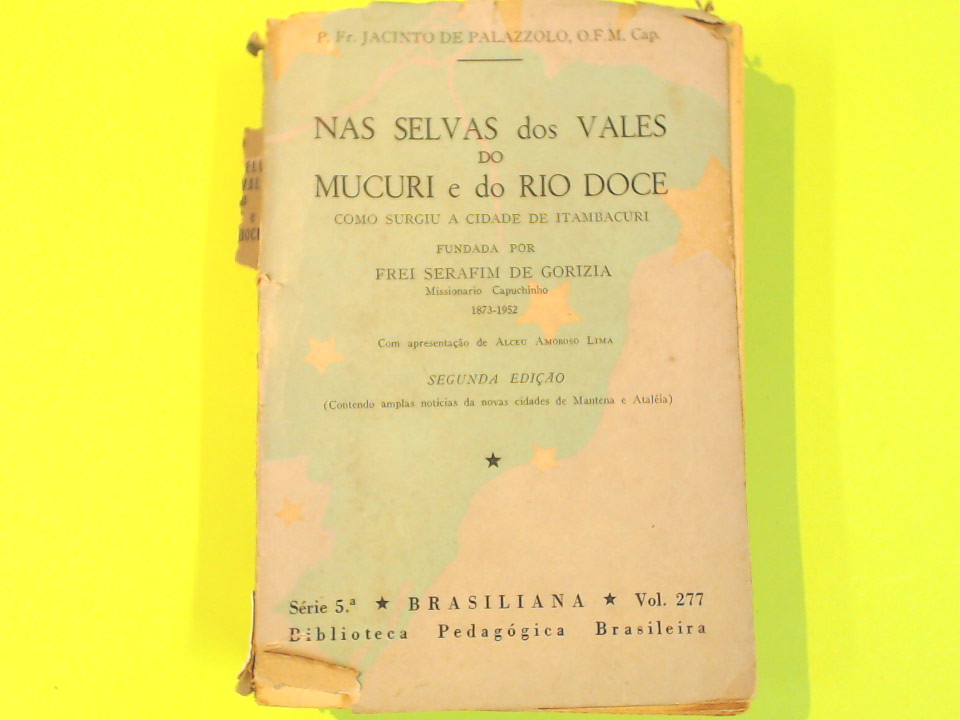 P. Fr. JACINTO DE PALAZZOLO, O.F.M. Cap.
NAS SELVAS dos VALES
DO
MUCURI e do RIO DOCE
COMO SURGIU A CIDADE DE ITAMBACURI
FUNDADA POR
FREI SERAFIM DE GORIZIA
Missionario Capuchinho
1873-1952
Com apresentação de ALCEU AMOROSO LIMA
SEGUNDA EDIÇÃO
(Contendo amplas notícias da novas cidades de Mantena e Ataléia)
★
Série 5.ª ★ BRASILIANA ★ Vol. 277
Biblioteca Pedagógica Brasileira